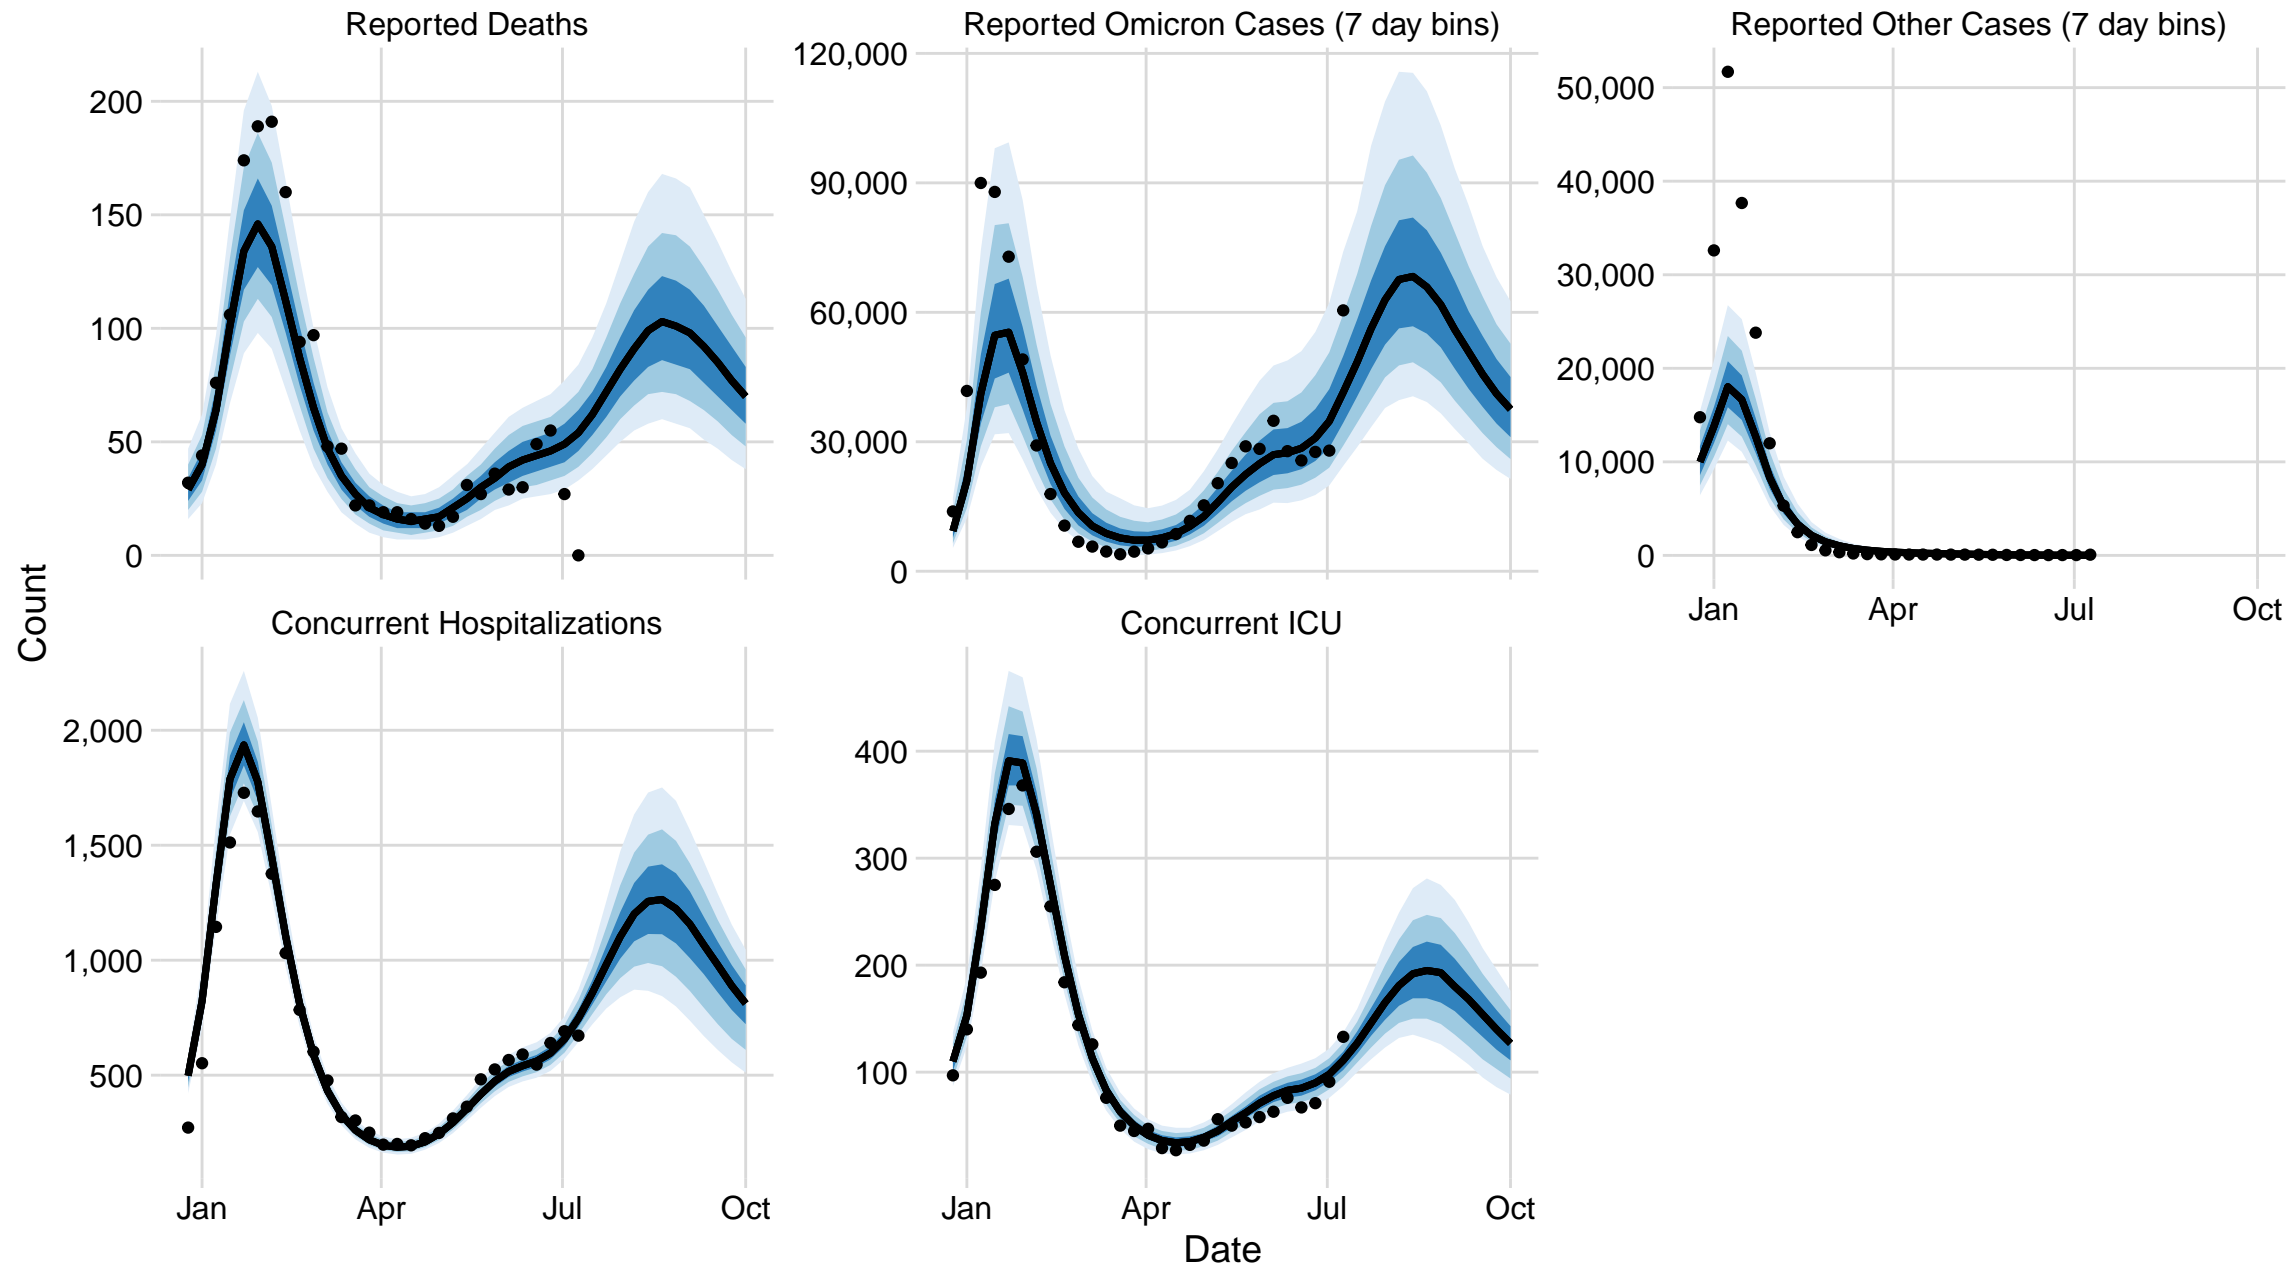 Reported Deaths
Reported Omicron Cases (7 day bins)
Reported Other Cases (7 day bins)
200
150
100
50
0
120,000
90,000
60,000
30,000
0
50,000
40,000
30,000
20,000
10,000
0
Jan Apr Jul Oct
Count
Concurrent Hospitalizations
Concurrent ICU
2,000
1,500
1,000
500
400
300
200
100
Jan Apr Jul Oct
Jan Apr Jul Oct
Date